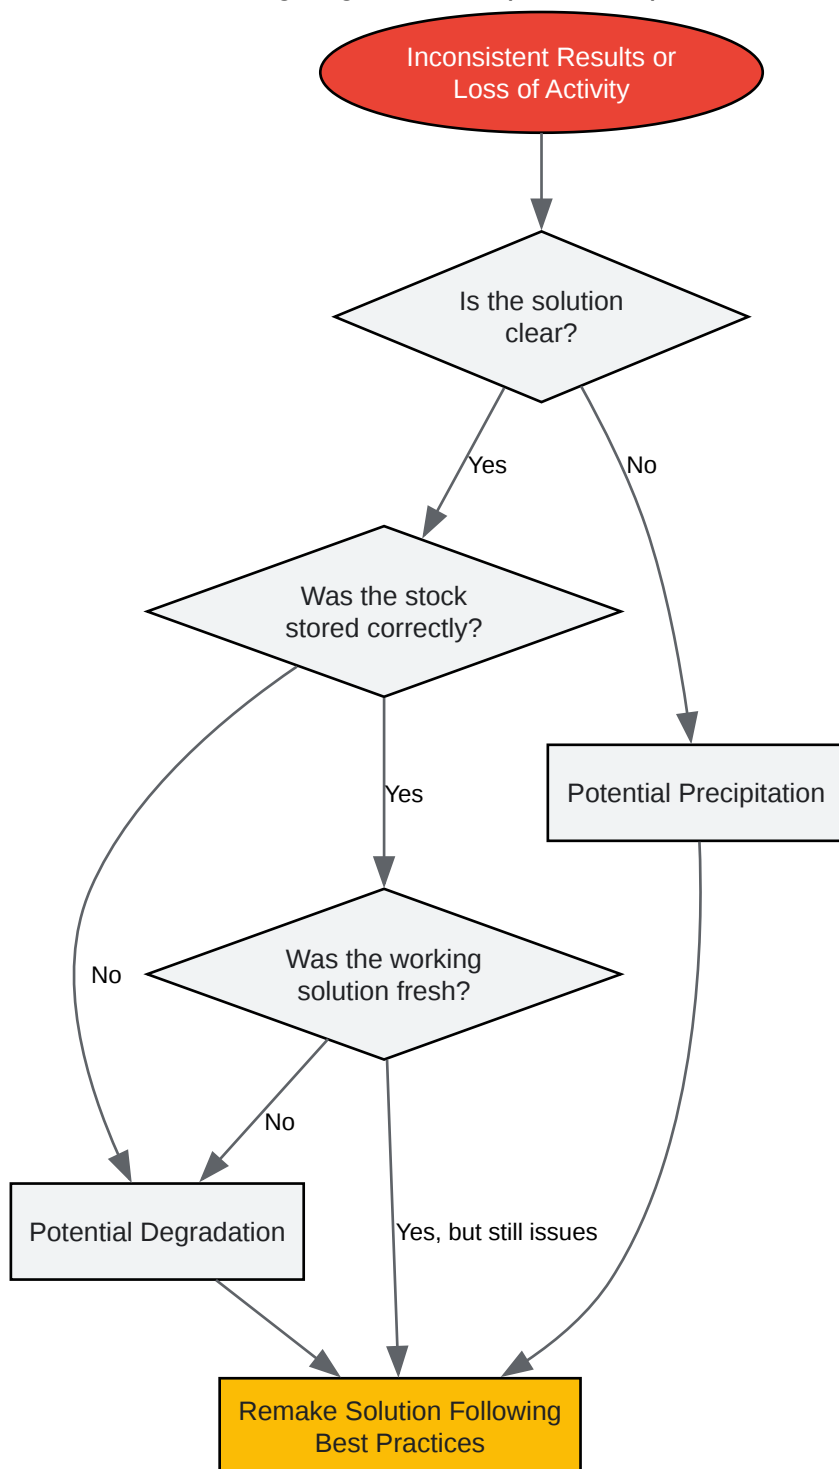 Inconsistent Results or
Loss of Activity
Is the solution
clear?
Yes
No
Was the stock
stored correctly?
Yes
Potential Precipitation
No
Was the working
solution fresh?
No
Yes, but still issues
Potential Degradation
Remake Solution Following
Best Practices